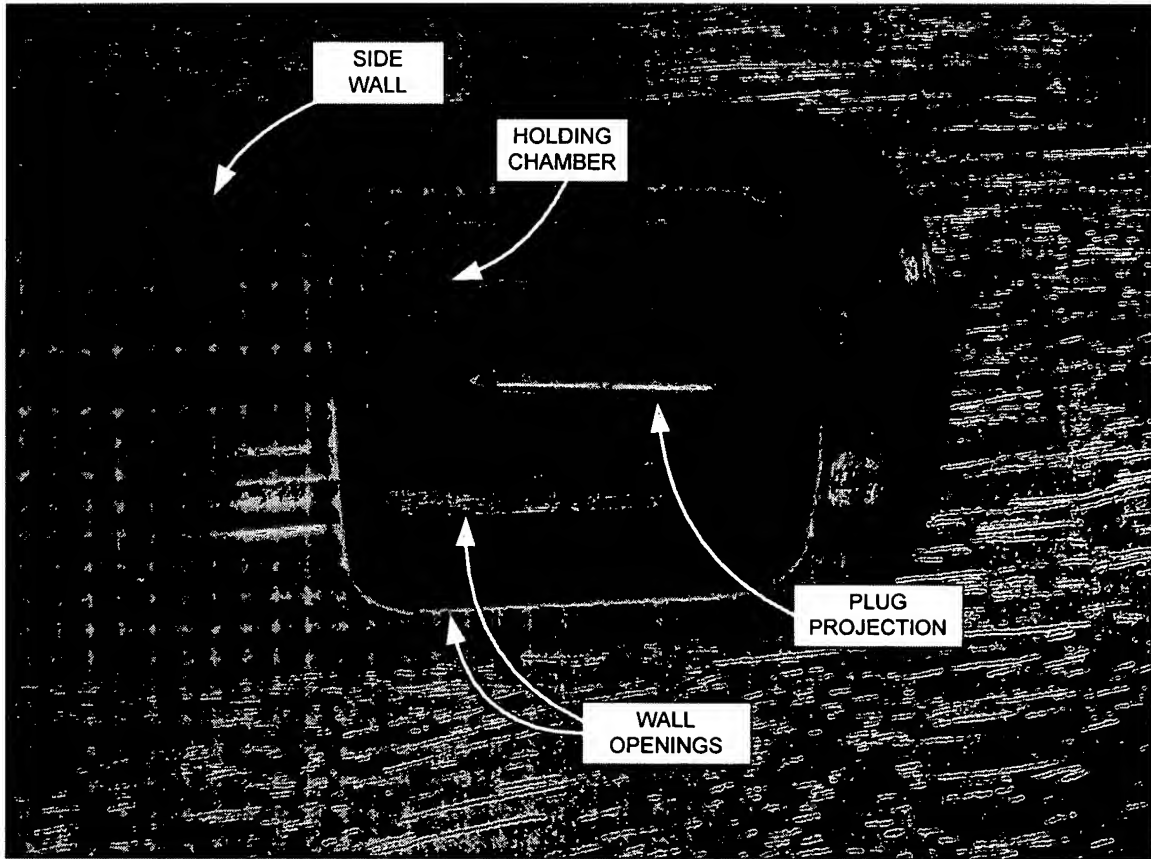 SIDE
WALL
HOLDING
CHAMBER
PLUG
PROJECTION
WALL
OPENINGS